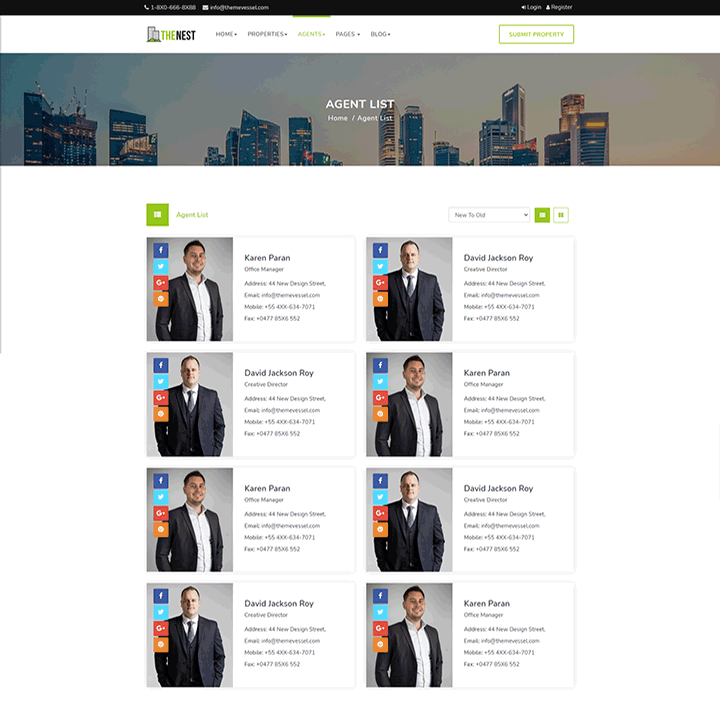 1-8X0-666-8X88 info@themevessel.com Login Register
THENEST HOME PROPERTIES AGENTS PAGES BLOG SUBMIT PROPERTY
AGENT LIST
Home / Agent List
Agent List New To Old
Karen Paran
Office Manager
Address: 44 New Design Street,
Email: info@themevessel.com
Mobile: +55 4XX-634-7071
Fax: +0477 85X6 552
David Jackson Roy
Creative Director
Address: 44 New Design Street,
Email: info@themevessel.com
Mobile: +55 4XX-634-7071
Fax: +0477 85X6 552
David Jackson Roy
Creative Director
Address: 44 New Design Street,
Email: info@themevessel.com
Mobile: +55 4XX-634-7071
Fax: +0477 85X6 552
Karen Paran
Office Manager
Address: 44 New Design Street,
Email: info@themevessel.com
Mobile: +55 4XX-634-7071
Fax: +0477 85X6 552
Karen Paran
Office Manager
Address: 44 New Design Street,
Email: info@themevessel.com
Mobile: +55 4XX-634-7071
Fax: +0477 85X6 552
David Jackson Roy
Creative Director
Address: 44 New Design Street,
Email: info@themevessel.com
Mobile: +55 4XX-634-7071
Fax: +0477 85X6 552
David Jackson Roy
Creative Director
Address: 44 New Design Street,
Email: info@themevessel.com
Mobile: +55 4XX-634-7071
Fax: +0477 85X6 552
Karen Paran
Office Manager
Address: 44 New Design Street,
Email: info@themevessel.com
Mobile: +55 4XX-634-7071
Fax: +0477 85X6 552